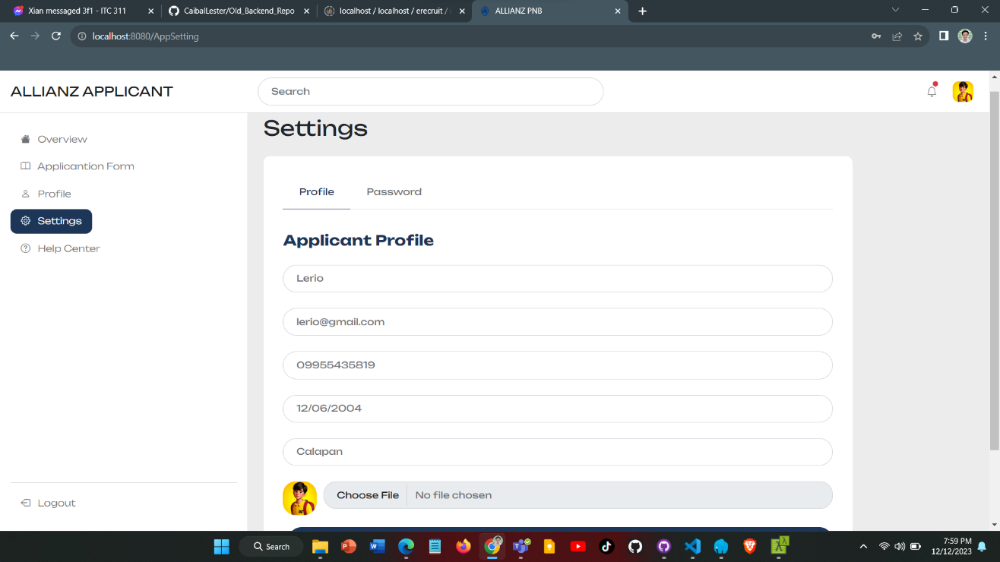 Xian messaged 3f1 - ITC 311
CaibalLester/Old_Backend_Repo
localhost / localhost / erecruit /
ALLIANZ PNB
localhost:8080/AppSetting
ALLIANZ APPLICANT
Search
Settings
Overview
Applicantion Form
Profile
Settings
Help Center
Logout
Profile
Password
Applicant Profile
Lerio
lerio@gmail.com
09955435819
12/06/2004
Calapan
Choose File
No file chosen
Search
7:59 PM
12/12/2023